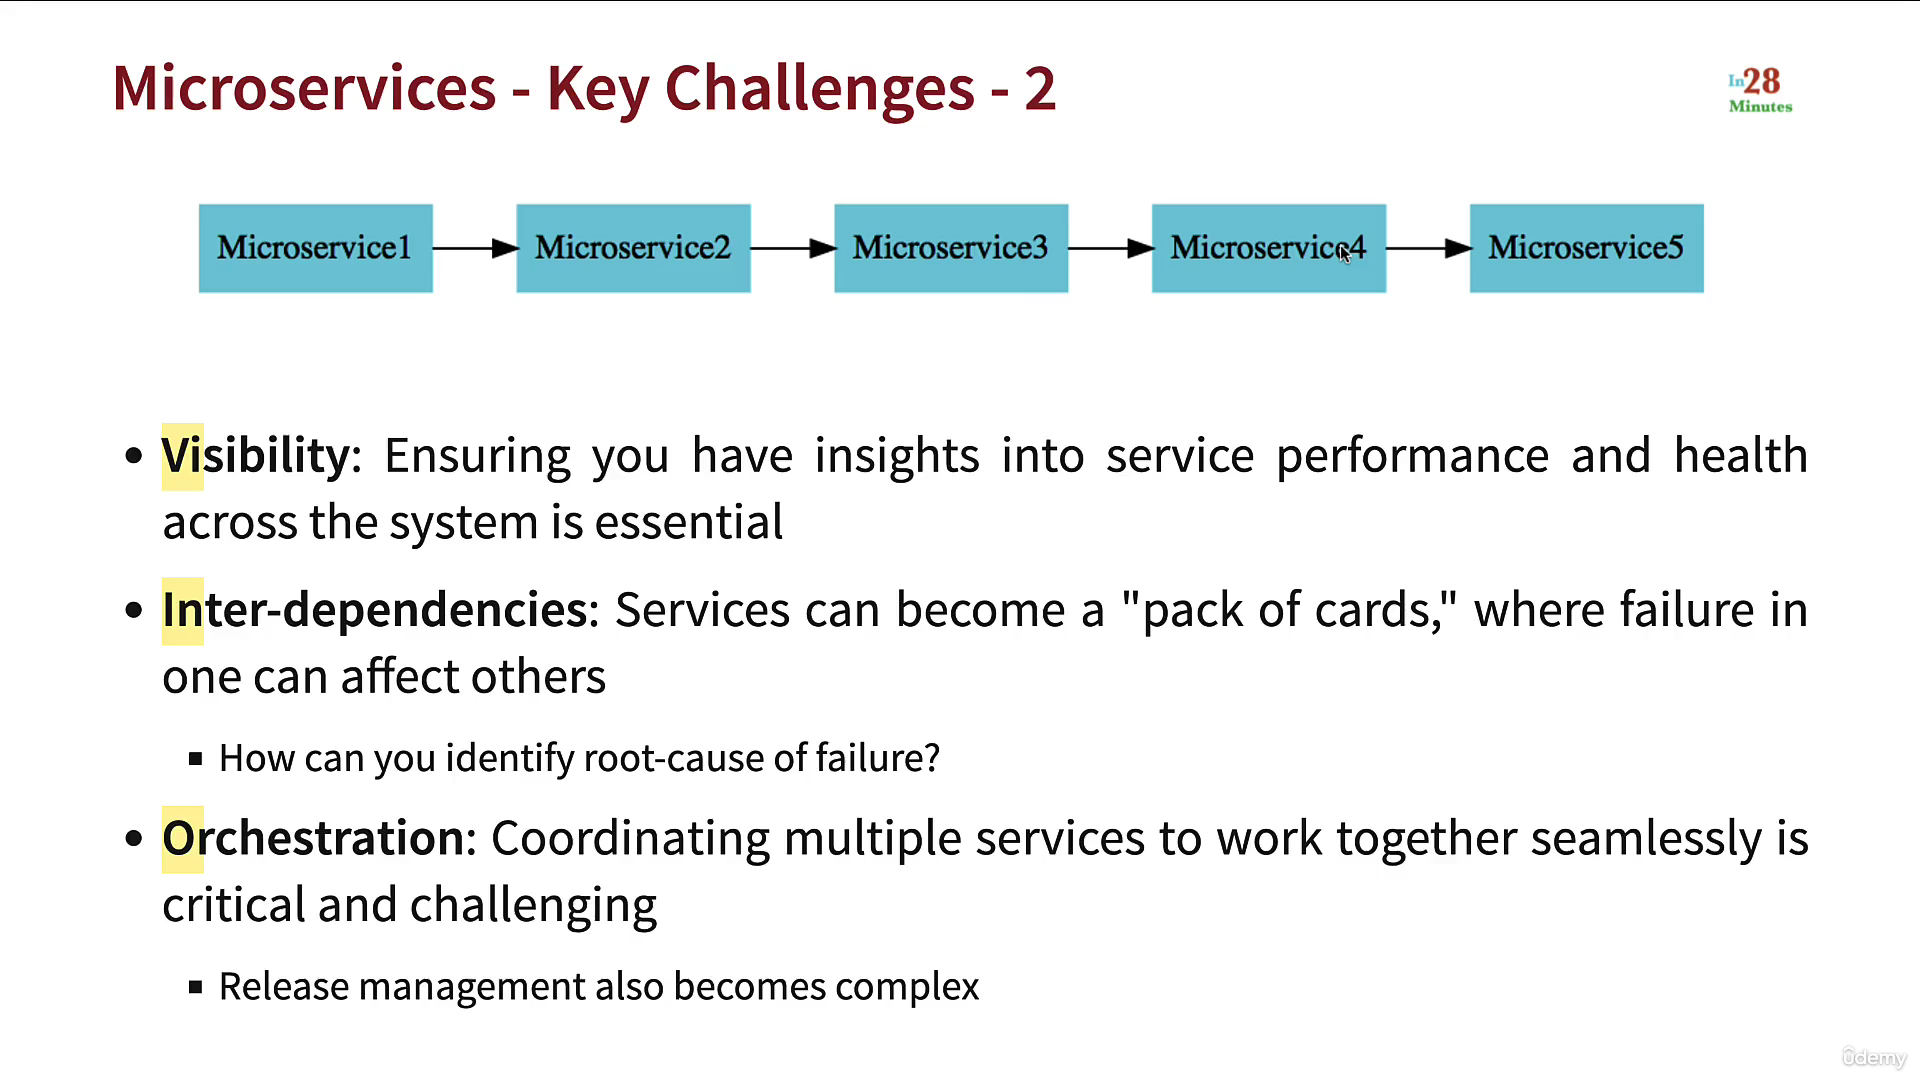 Microservices - Key Challenges - 2
In28
Minutes
Microservice1
Microservice2
Microservice3
Microservice4
Microservice5
• Visibility: Ensuring you have insights into service performance and health
across the system is essential
• Inter-dependencies: Services can become a "pack of cards," where failure in
one can affect others
▪ How can you identify root-cause of failure?
• Orchestration: Coordinating multiple services to work together seamlessly is
critical and challenging
▪ Release management also becomes complex
ûdemy